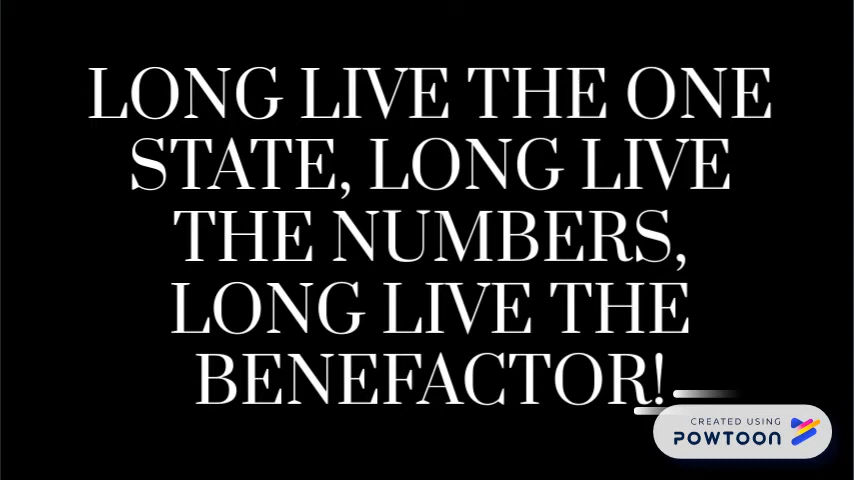 LONG LIVE THE ONE
STATE, LONG LIVE
THE NUMBERS,
LONG LIVE THE
BENEFACTOR!
CREATED USING
POWTOON